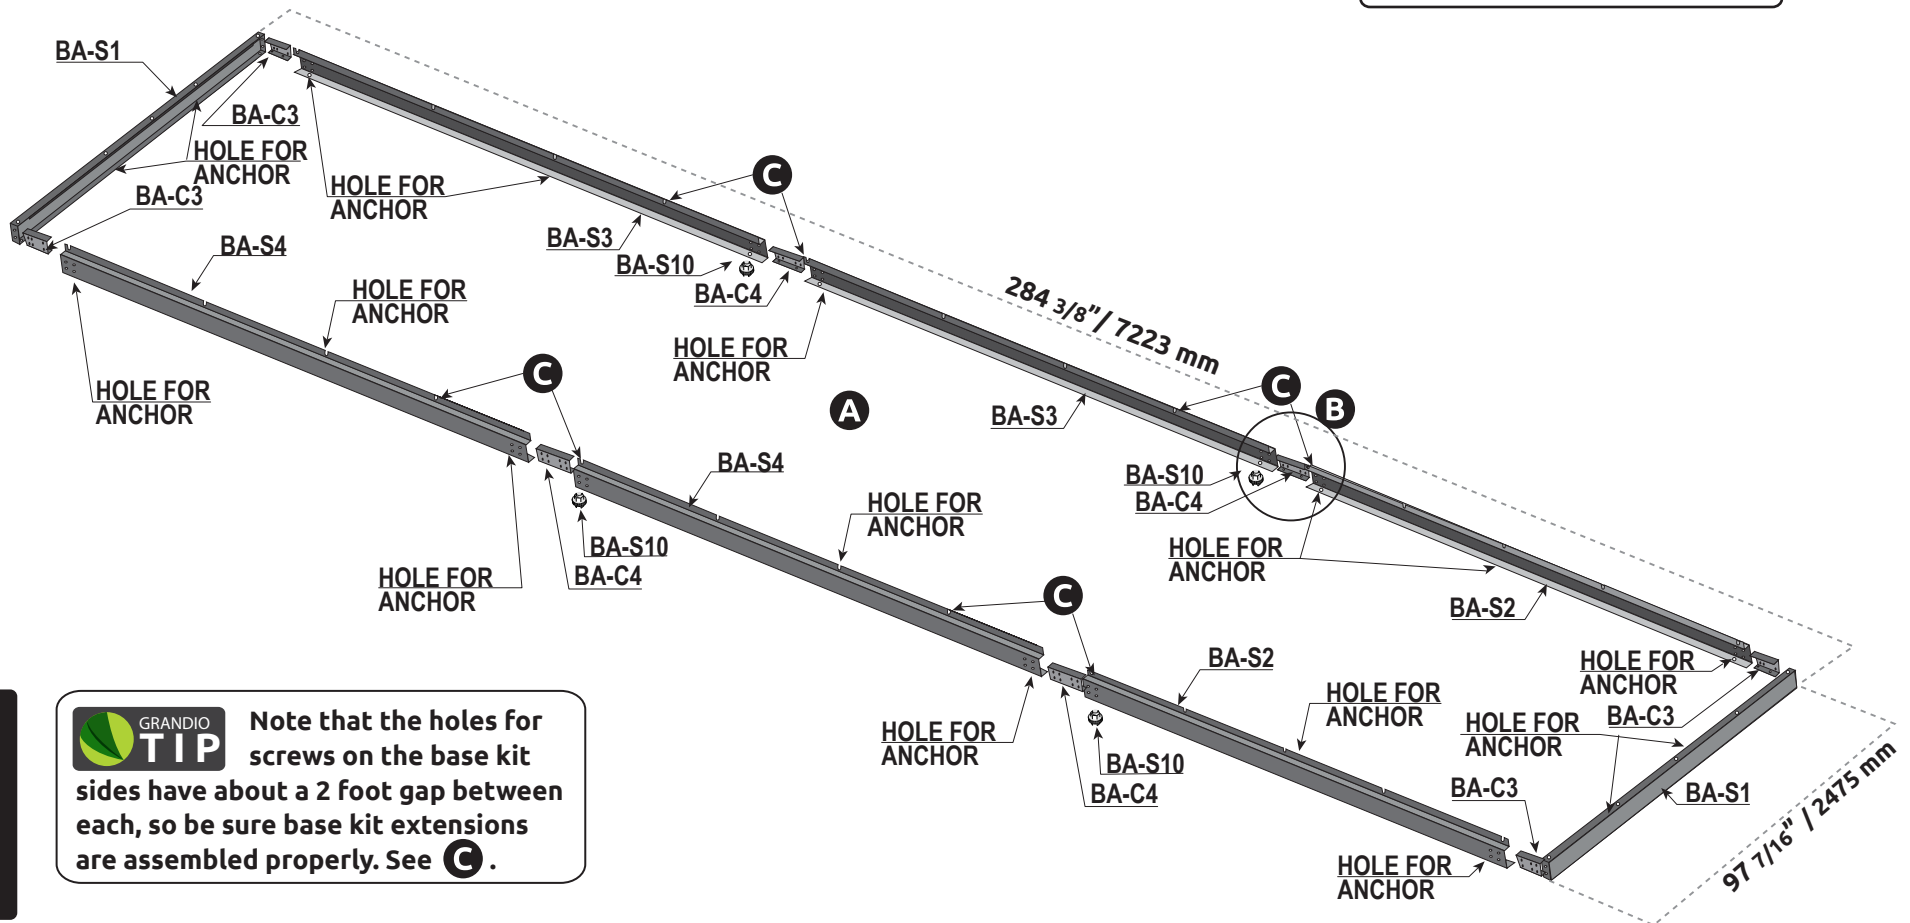 BA-S1
BA-C3
HOLE FOR
ANCHOR
BA-C3
HOLE FOR
ANCHOR
C
BA-S4
BA-S3
BA-S10
BA-C4
HOLE FOR
ANCHOR
284 3/8"/ 7223 mm
HOLE FOR
ANCHOR
C
HOLE FOR
ANCHOR
A
BA-S3
C
B
BA-S4
BA-S10
BA-C4
HOLE FOR
ANCHOR
BA-S10
BA-C4
HOLE FOR
ANCHOR
HOLE FOR
ANCHOR
C
BA-S2
BA-S2
HOLE FOR
ANCHOR
HOLE FOR
ANCHOR
BA-C3
HOLE FOR
ANCHOR
HOLE FOR
ANCHOR
BA-S10
BA-C4
BA-C3
BA-S1
97 7/16" / 2475 mm
HOLE FOR
ANCHOR
GRANDIO
TIP
Note that the holes for
screws on the base kit
sides have about a 2 foot gap between
each, so be sure base kit extensions
are assembled properly. See C .